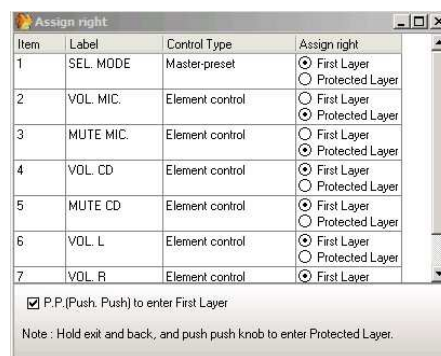 Assign right
Item Label Control Type Assign right
1 SEL. MODE Master-preset First Layer
Protected Layer
2 VOL. MIC. Element control First Layer
Protected Layer
3 MUTE MIC. Element control First Layer
Protected Layer
4 VOL. CD Element control First Layer
Protected Layer
5 MUTE CD Element control First Layer
Protected Layer
6 VOL. L Element control First Layer
Protected Layer
7 VOL. R Element control First Layer
P.P.(Push. Push) to enter First Layer
Note : Hold exit and back, and push push knob to enter Protected Layer.